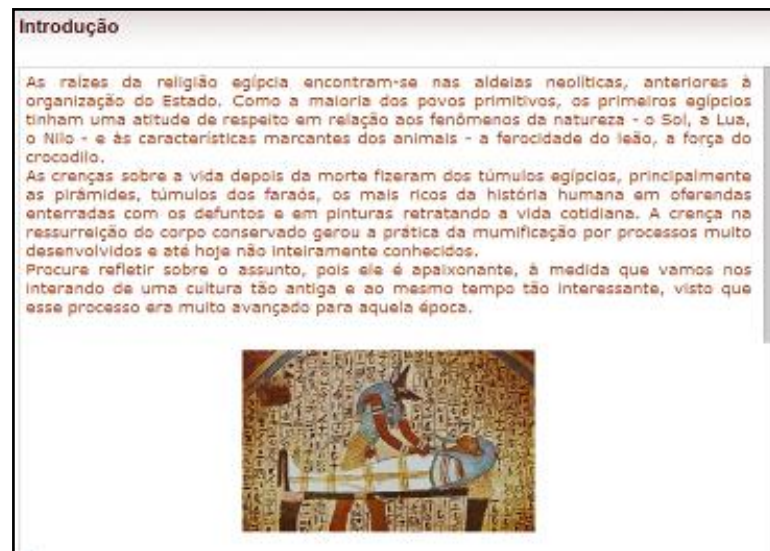 Introdução
As raízes da religião egípcia encontram-se nas aldeias neolíticas, anteriores à
organização do Estado. Como a maioria dos povos primitivos, os primeiros egípcios
tinham uma atitude de respeito em relação aos fenômenos da natureza - o Sol, a Lua,
o Nilo - e às características marcantes dos animais - a ferocidade do leão, a força do
crocodilo.
As crenças sobre a vida depois da morte fizeram dos túmulos egípcios, principalmente
as pirâmides, túmulos dos faraós, os mais ricos da história humana em oferendas
enterradas com os defuntos e em pinturas retratando a vida cotidiana. A crença na
ressurreição do corpo conservado gerou a prática da mumificação por processos muito
desenvolvidos e até hoje não inteiramente conhecidos.
Procure refletir sobre o assunto, pois ele é apaixonante, à medida que vamos nos
interando de uma cultura tão antiga e ao mesmo tempo tão interessante, visto que
esse processo era muito avançado para aquela época.